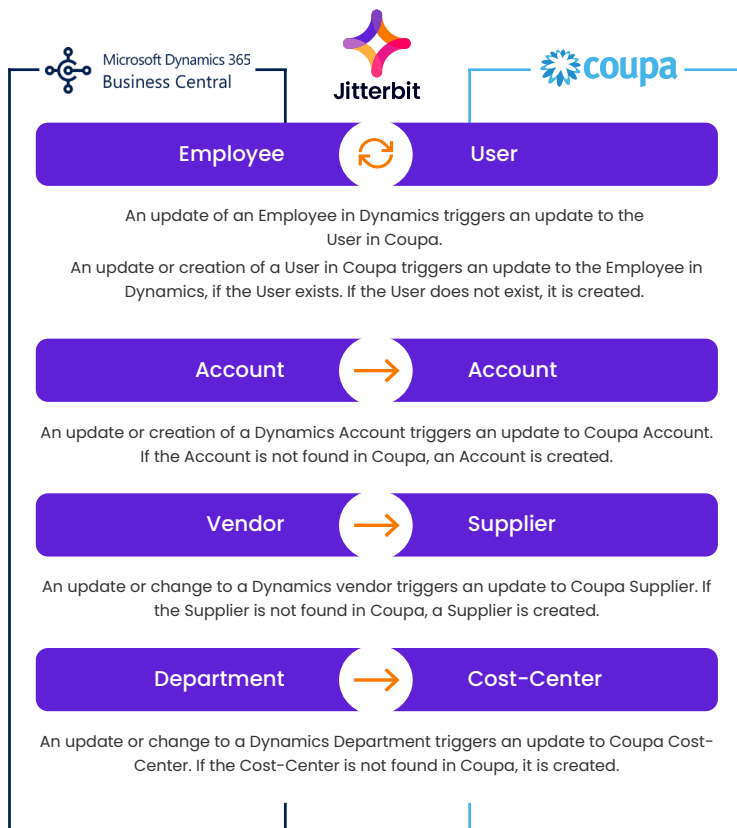 Microsoft Dynamics 365
Business Central
Jitterbit
coupa
Employee
User
An update of an Employee in Dynamics triggers an update to the
User in Coupa.
An update or creation of a User in Coupa triggers an update to the Employee in
Dynamics, if the User exists. If the User does not exist, it is created.
Account
Account
An update or creation of a Dynamics Account triggers an update to Coupa Account.
If the Account is not found in Coupa, an Account is created.
Vendor
Supplier
An update or change to a Dynamics vendor triggers an update to Coupa Supplier. If
the Supplier is not found in Coupa, a Supplier is created.
Department
Cost-Center
An update or change to a Dynamics Department triggers an update to Coupa Cost-
Center. If the Cost-Center is not found in Coupa, it is created.